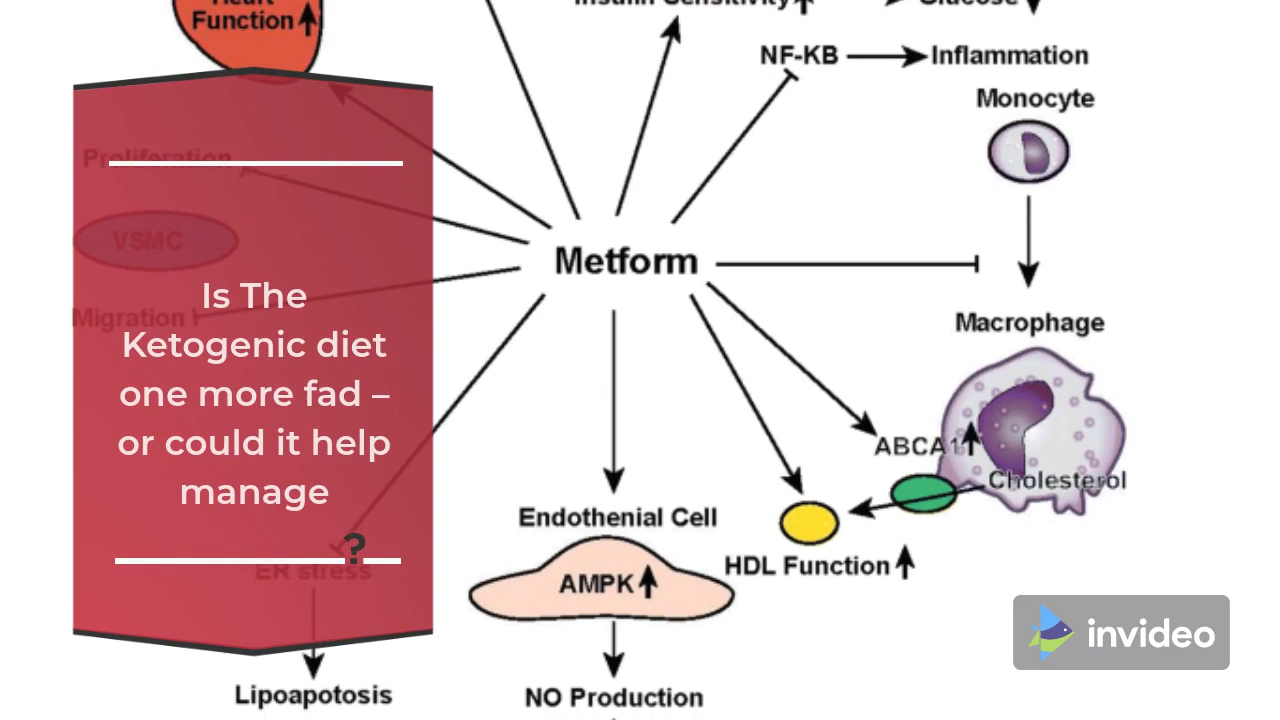 Heart
Function
Insulin Sensitivity
Glucose
NF-KB
Inflammation
Monocyte
Proliferation
VSMC
Metform
Migration
Is The
Ketogenic diet
one more fad –
or could it help
manage
?
Macrophage
ABCA1
Cholesterol
Endothenial Cell
HDL Function
AMPK
ER stress
invideo
Lipoapotosis
NO Production